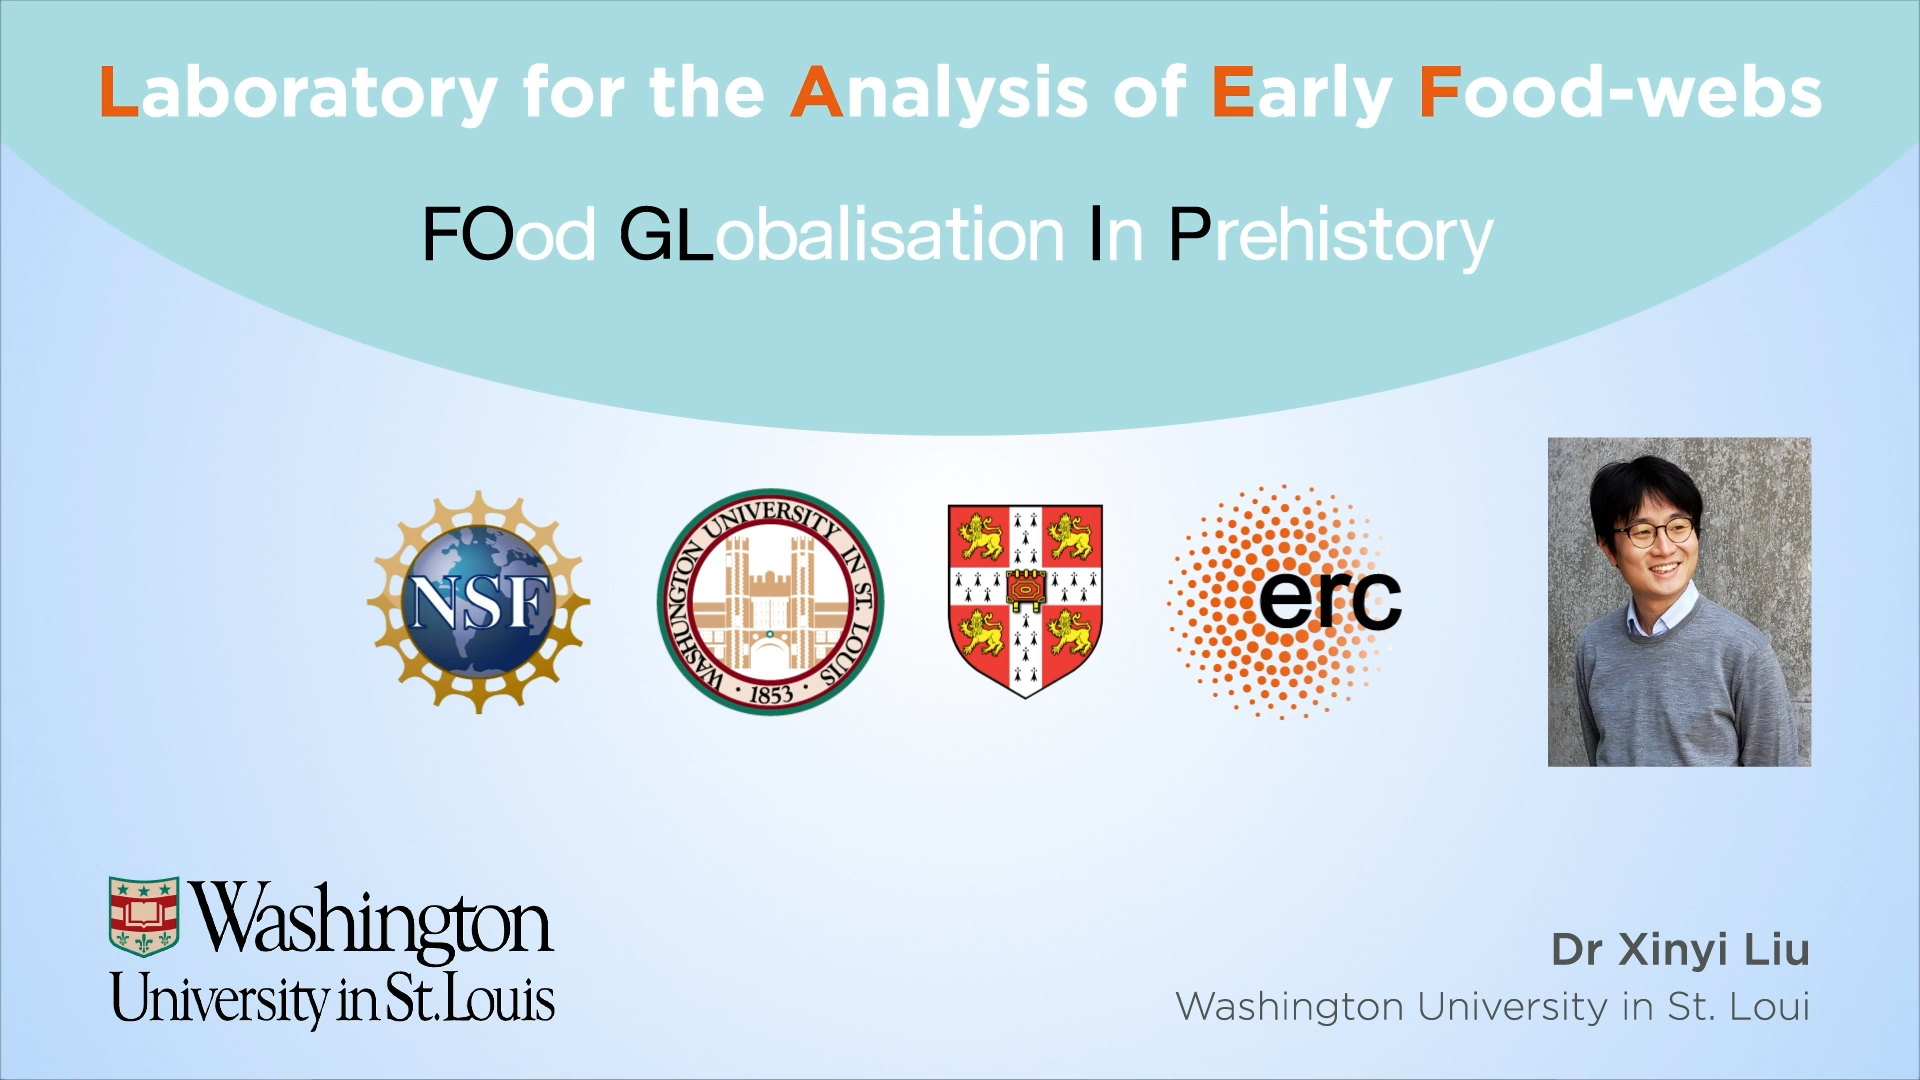 Laboratory for the Analysis of Early Food-webs
FOod GLobalisation In Prehistory
NSF
WASHINGTON UNIVERSITY IN ST. LOUIS
· 1853 ·
erc
Washington
University in St. Louis
Dr Xinyi Liu
Washington University in St. Loui